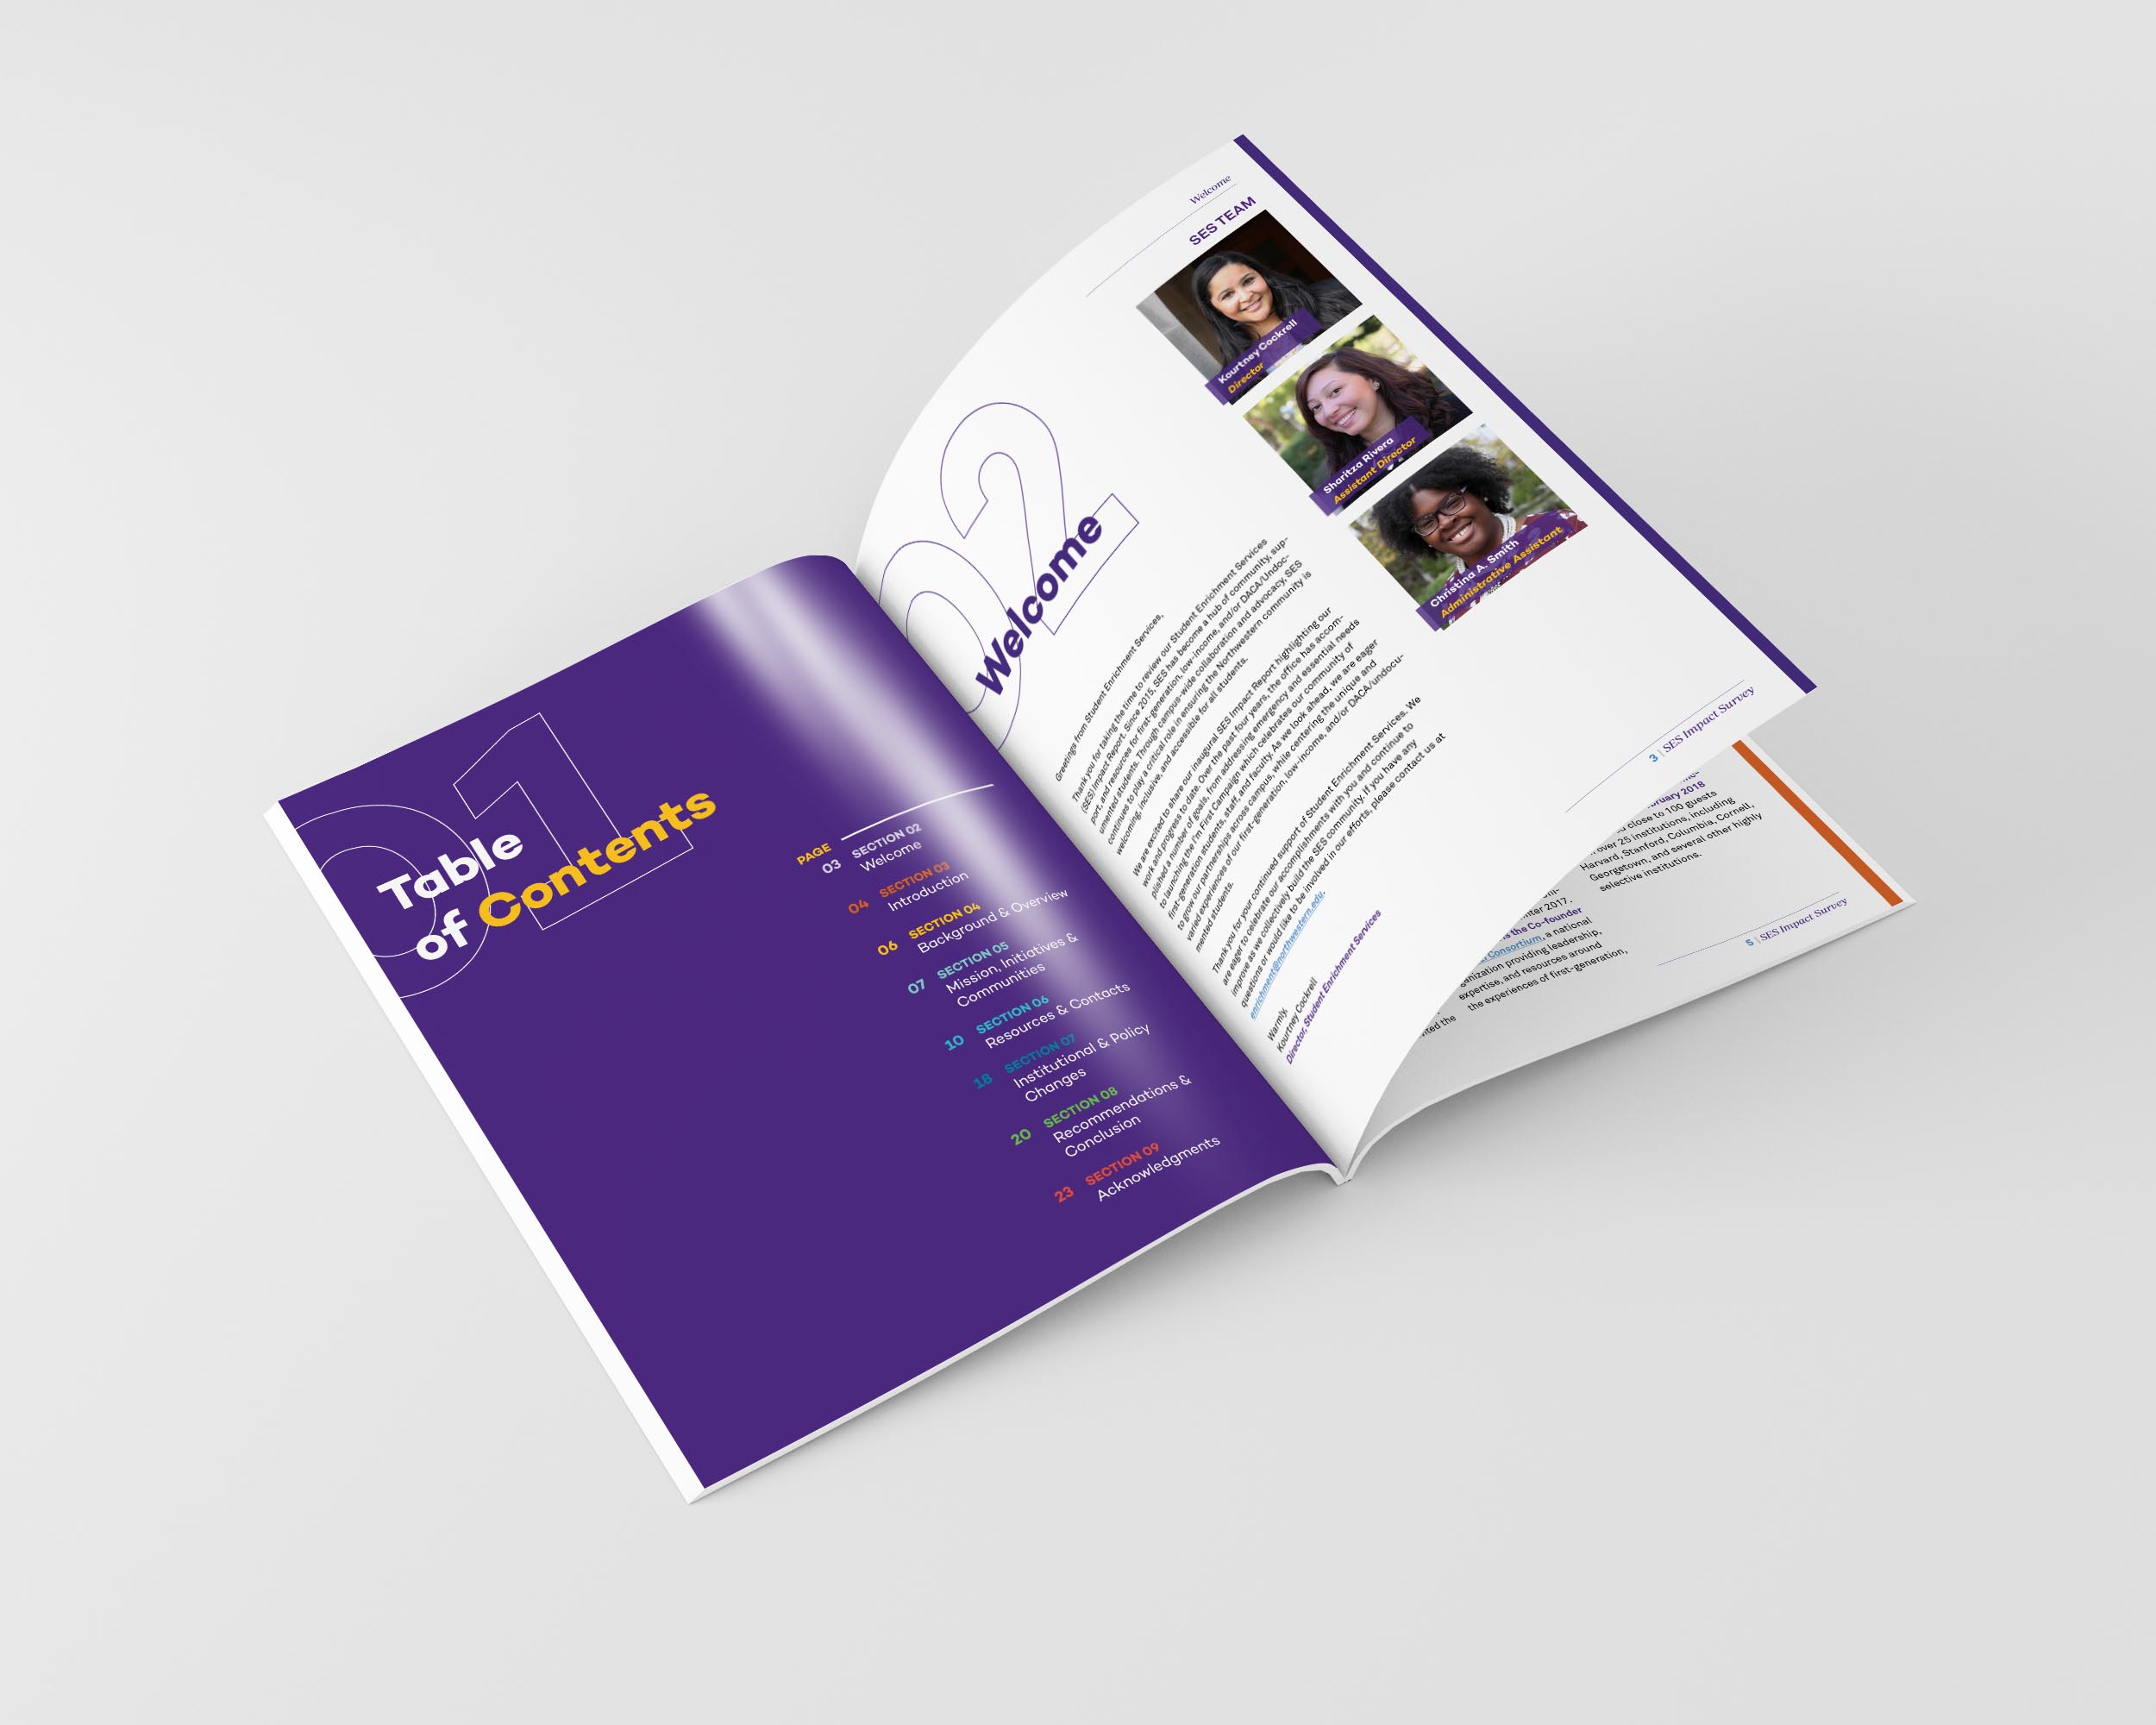 01
Table
of Contents
PAGE
03 SECTION 02
Welcome
04 SECTION 03
Introduction
06 SECTION 04
Background & Overview
07 SECTION 05
Mission, Initiatives &
Communities
10 SECTION 06
Resources & Contacts
18 SECTION 07
Institutional & Policy
Changes
20 SECTION 08
Recommendations &
Conclusion
23 SECTION 09
Acknowledgments
Welcome
02
Welcome
Greetings from Student Enrichment Services,
Thank you for taking the time to review our Student Enrichment Services
(SES) Impact Report. Since 2015, SES has become a hub of community, sup-
port, and resources for first-generation, low-income, and/or DACA/Undoc-
umented students. Through campus-wide collaboration and advocacy, SES
continues to play a critical role in ensuring the Northwestern community is
welcoming, inclusive, and accessible for all students.
We are excited to share our inaugural SES Impact Report highlighting our
work and progress to date. Over the past four years, the office has accom-
plished a number of goals, from addressing emergency and essential needs
to launching the I'm First Campaign which celebrates our community of
first-generation students, staff, and faculty. As we look ahead, we are eager
to grow our partnerships across campus, while centering the unique and
varied experiences of our first-generation, low-income, and/or DACA/undocu-
mented students.
Thank you for your continued support of Student Enrichment Services. We
are eager to celebrate our accomplishments with you and continue to
improve as we collectively build the SES community. If you have any
questions or would like to be involved in our efforts, please contact us at
enrichment@northwestern.edu.
Warmly,
Kourtney Cockrell
Director, Student Enrichment Services
SES TEAM
Kourtney Cockrell
Director
Sharitza Rivera
Assistant Director
Christina A. Smith
Administrative Assistant
3 | SES Impact Survey
2017.
the Co-founder
Consortium, a national
providing leadership,
expertise, and resources around
the experiences of first-generation,
the
2018
close to 100 guests
over 25 institutions, including
Harvard, Stanford, Columbia, Cornell,
Georgetown, and several other highly
selective institutions.
5 | SES Impact Survey